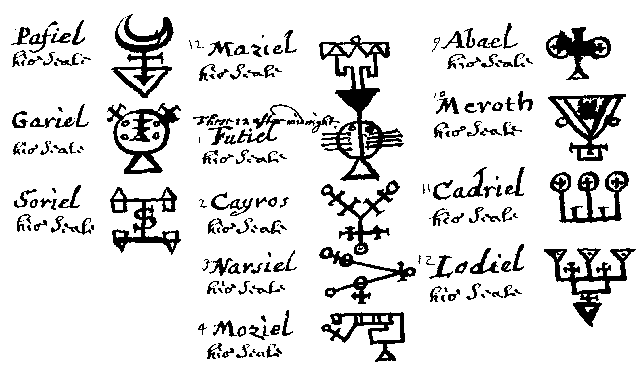 Pafiel
his Seale
Gariel
his Seale
Soriel
his Seale
12. Maziel
his Seale
These 12 after midnight.
1 Futiel
his Seale
2 Cayros
his Seale
3 Narsiel
his Seale
4 Moziel
his Seale
9 Abael
his Seale
10 Meroth
his Seale
11 Cadriel
his Seale
12 Lodiel
his Seale